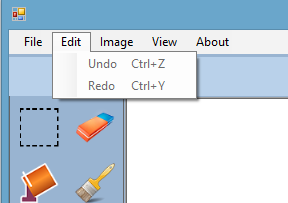 File Edit Image View About
Undo Ctrl+Z
Redo Ctrl+Y